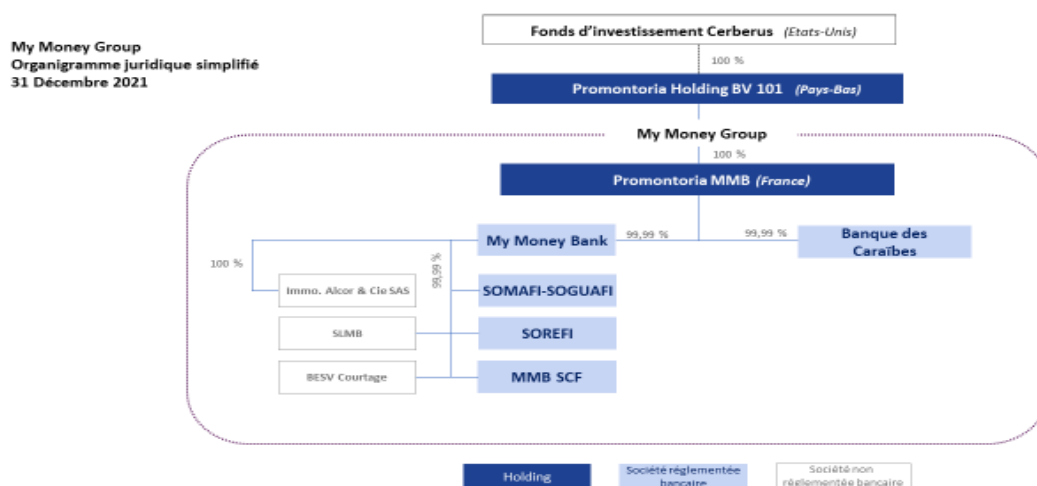 My Money Group
Organigramme juridique simplifié
31 Décembre 2021
Fonds d'investissement Cerberus (Etats-Unis)
100 %
Promontoria Holding BV 101 (Pays-Bas)
My Money Group
100 %
Promontoria MMB (France)
My Money Bank
99,99 %
99,99 %
Banque des
Caraïbes
100 %
99,99 %
Immo. Alcor & Cie SAS
SOMAFI-SOGUAFI
SLMB
SOREFI
BESV Courtage
MMB SCF
Holding
Société réglementée
bancaire
Société non
réglementée bancaire